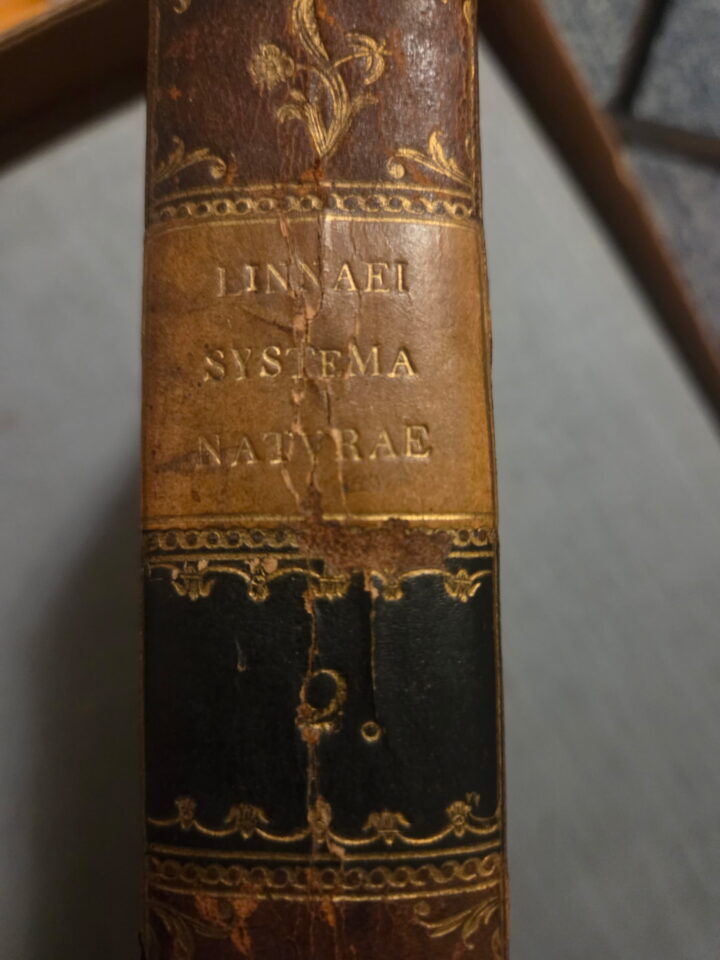 LINNAEI
SYSTEMA
NATVRAE
2.